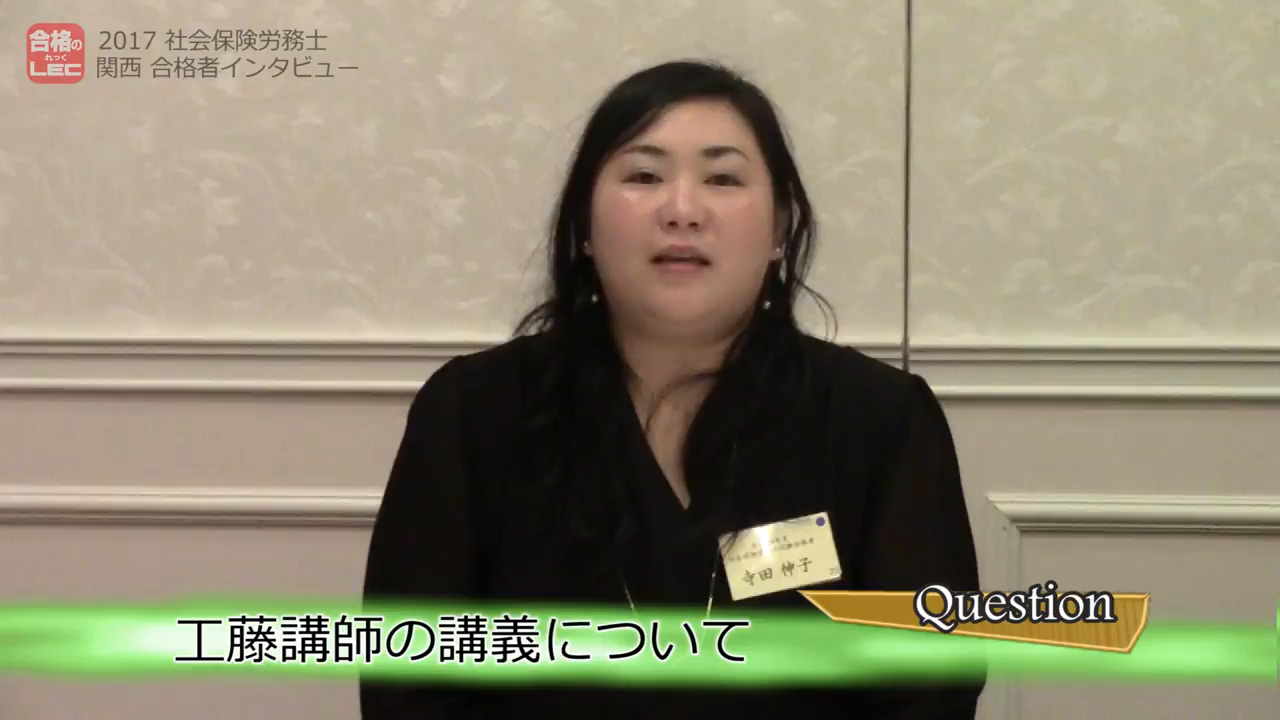 合格の
れっく
LEC
2017 社会保険労務士
関西 合格者インタビュー
寺田 伸子
Question
工藤講師の講義について